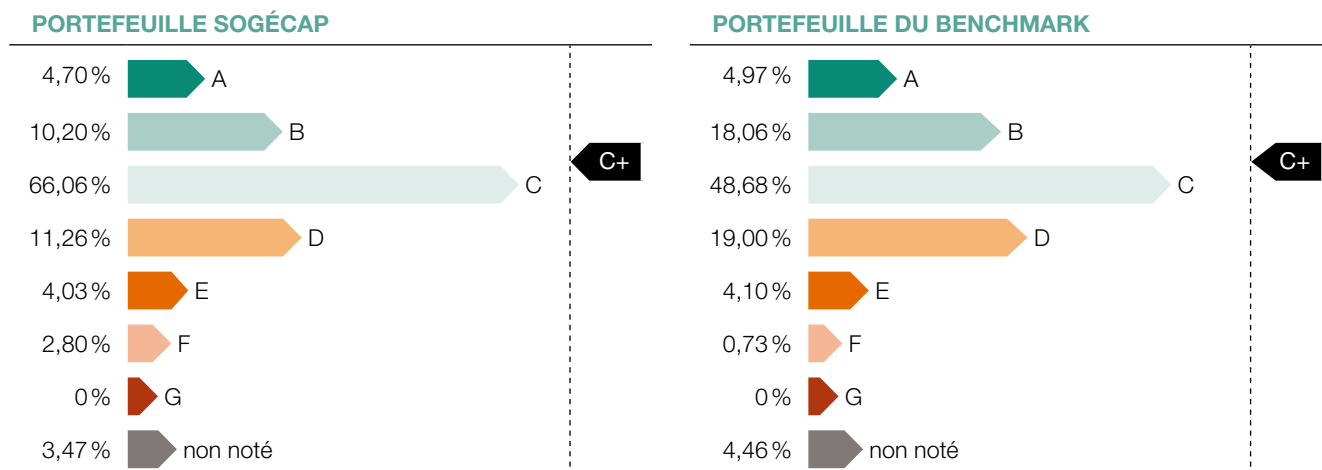 PORTEFEUILLE SOGÉCAP
4,70 % A
10,20 % B
66,06 % C
11,26 % D
4,03 % E
2,80 % F
0 % G
3,47 % non noté
C+
PORTEFEUILLE DU BENCHMARK
4,97 % A
18,06 % B
48,68 % C
19,00 % D
4,10 % E
0,73 % F
0 % G
4,46 % non noté
C+